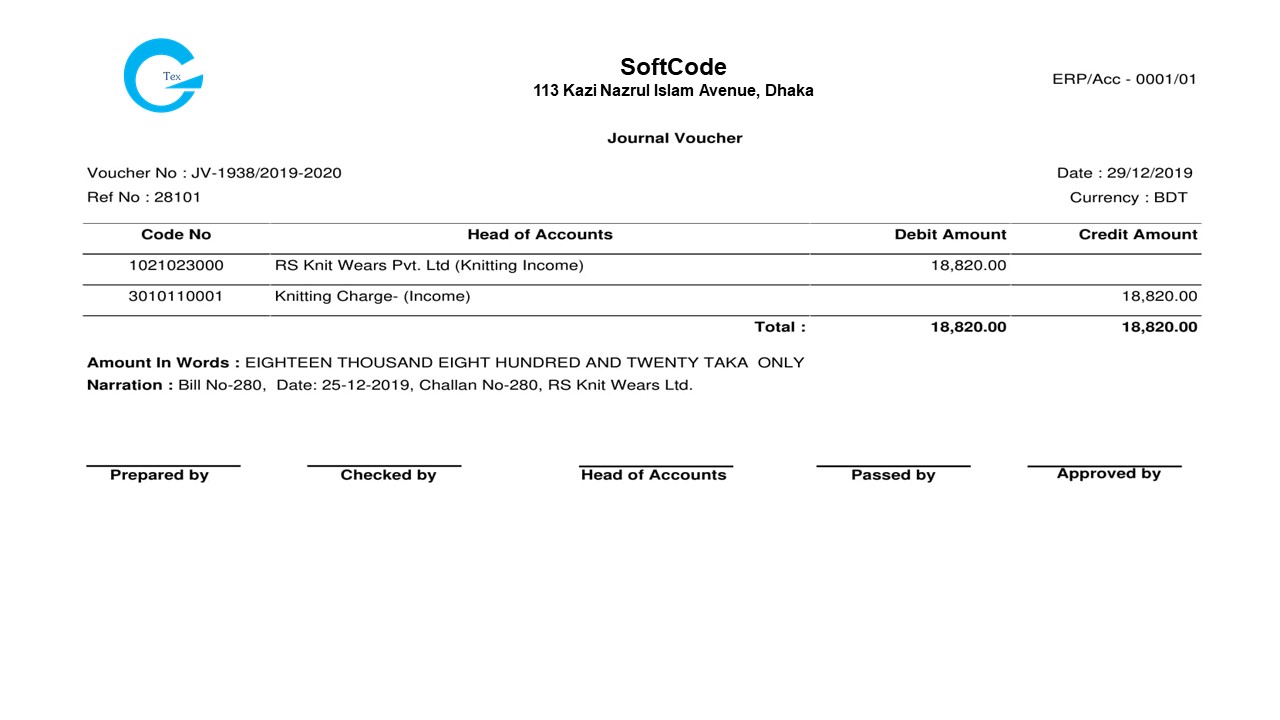 Tex
SoftCode
113 Kazi Nazrul Islam Avenue, Dhaka
ERP/Acc - 0001/01
Journal Voucher
Voucher No : JV-1938/2019-2020
Date : 29/12/2019
Ref No : 28101
Currency : BDT
Code No Head of Accounts Debit Amount Credit Amount
1021023000 RS Knit Wears Pvt. Ltd (Knitting Income) 18,820.00
3010110001 Knitting Charge- (Income) 18,820.00
Total : 18,820.00 18,820.00
Amount In Words : EIGHTEEN THOUSAND EIGHT HUNDRED AND TWENTY TAKA  ONLY
Narration : Bill No-280,  Date: 25-12-2019, Challan No-280, RS Knit Wears Ltd.
Prepared by Checked by Head of Accounts Passed by Approved by